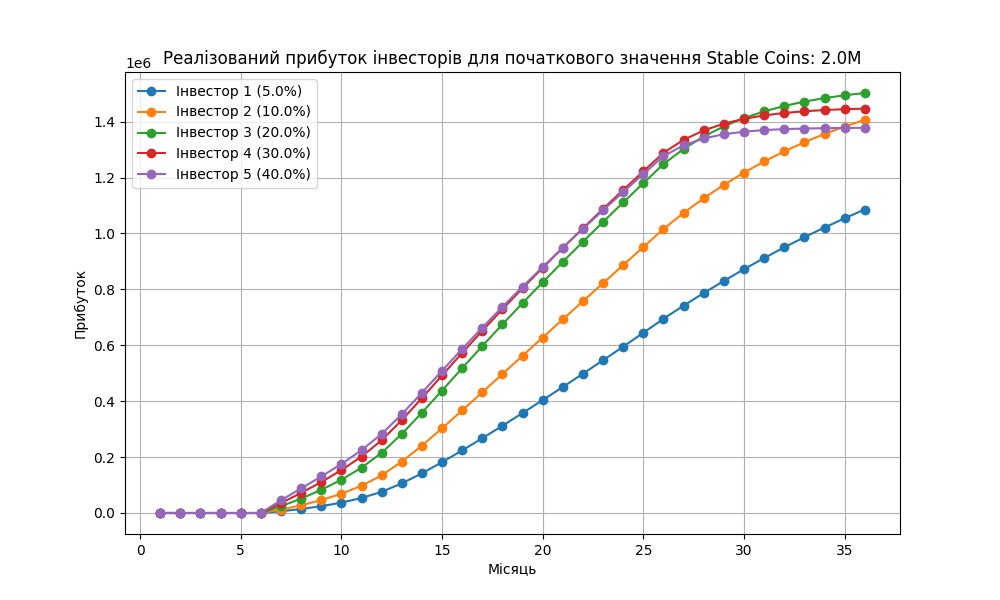 Реалізований прибуток інвесторів для початкового значення Stable Coins: 2.0M
1e6
Інвестор 1 (5.0%)
Інвестор 2 (10.0%)
Інвестор 3 (20.0%)
Інвестор 4 (30.0%)
Інвестор 5 (40.0%)
1.4
1.2
1.0
0.8
0.6
0.4
0.2
0.0
Прибуток
0 5 10 15 20 25 30 35
Місяць